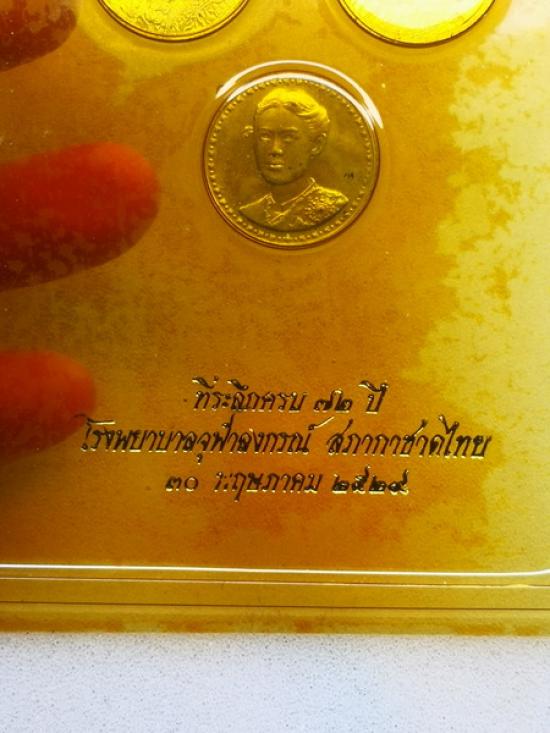 ที่ระลึกครบ ๗๒ ปี
โรงพยาบาลจุฬาลงกรณ์ สภากาชาดไทย
๓๐ พฤษภาคม ๒๕๒๙